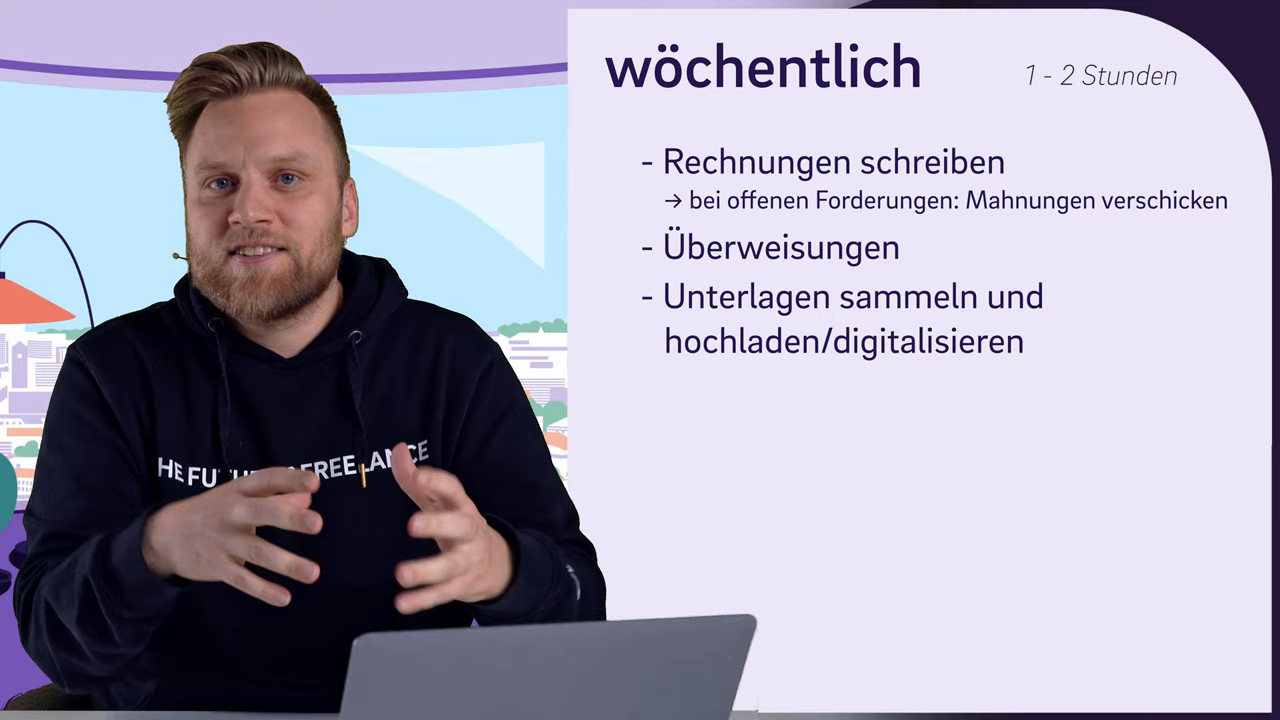 wöchentlich
1 - 2 Stunden
- Rechnungen schreiben
→ bei offenen Forderungen: Mahnungen verschicken
- Überweisungen
- Unterlagen sammeln und
hochladen/digitalisieren